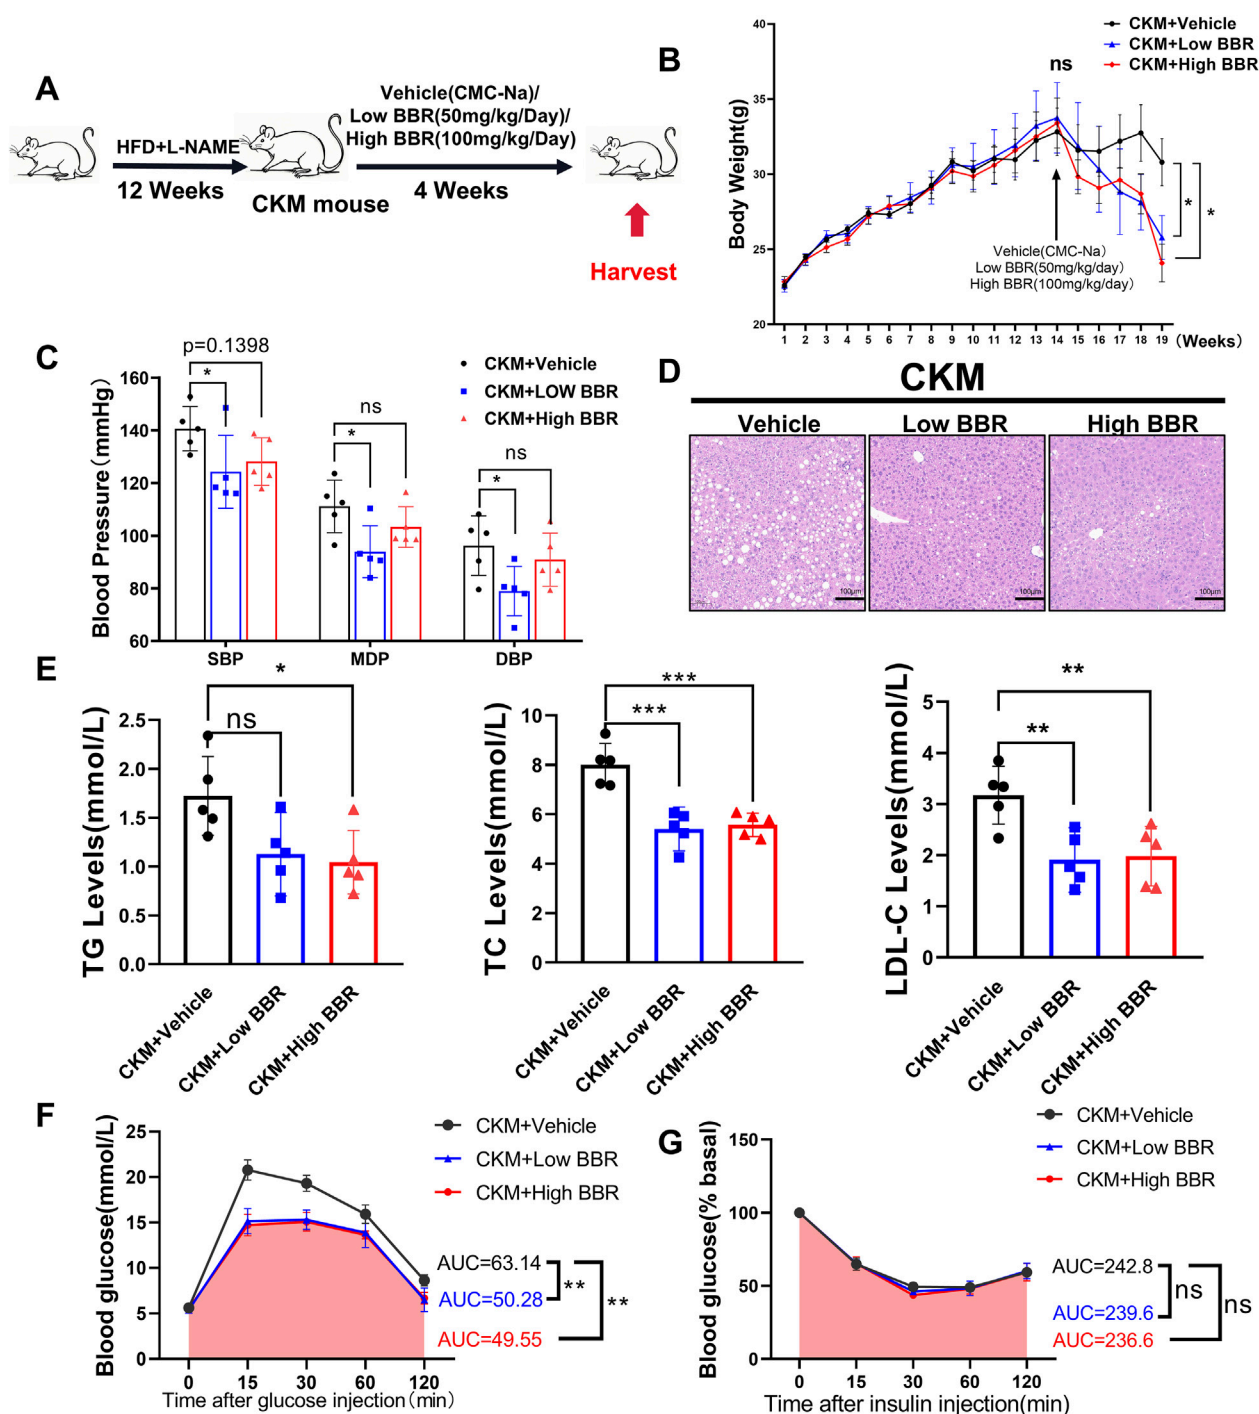 A
HFD+L-NAME
12 Weeks
CKM mouse
Vehicle(CMC-Na)/
Low BBR(50mg/kg/Day)/
High BBR(100mg/kg/Day)
4 Weeks
Harvest
B
CKM+Vehicle
CKM+Low BBR
CKM+High BBR
Body Weight(g)
40
35
30
25
20
ns
*
*
Vehicle(CMC-Na)
Low BBR(50mg/kg/day)
High BBR(100mg/kg/day)
1 2 3 4 5 6 7 8 9 10 11 12 13 14 15 16 17 18 19 (Weeks)
C
CKM+Vehicle
CKM+LOW BBR
CKM+High BBR
Blood Pressure(mmHg)
160
140
120
100
80
60
p=0.1398
*
ns
*
ns
*
SBP MDP DBP
D
CKM
Vehicle Low BBR High BBR
100μm 100μm 100μm
E
TG Levels(mmol/L)
2.5
2.0
1.5
1.0
0.5
0.0
*
ns
CKM+Vehicle
CKM+Low BBR
CKM+High BBR
TC Levels(mmol/L)
10
8
6
4
2
0
***
***
CKM+Vehicle
CKM+Low BBR
CKM+High BBR
LDL-C Levels(mmol/L)
5
4
3
2
1
0
**
**
CKM+Vehicle
CKM+Low BBR
CKM+High BBR
F
CKM+Vehicle
CKM+Low BBR
CKM+High BBR
Blood glucose(mmol/L)
25
20
15
10
5
0
AUC=63.14
AUC=50.28
AUC=49.55
**
**
0 15 30 60 120
Time after glucose injection(min)
G
CKM+Vehicle
CKM+Low BBR
CKM+High BBR
Blood glucose(% basal)
150
100
50
0
AUC=242.8
AUC=239.6
AUC=236.6
ns
ns
0 15 30 60 120
Time after insulin injection(min)